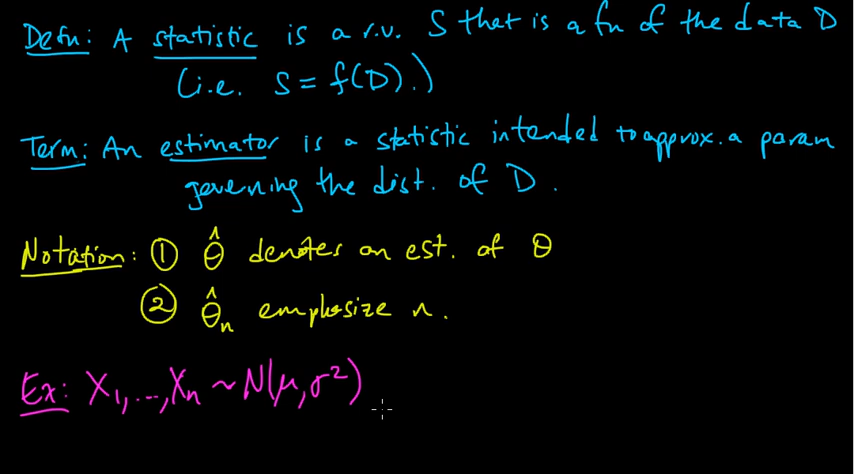 Defn: A statistic is a r.v. S that is a fn of the data D
(i.e. S = f(D).)
Term: An estimator is a statistic intended to approx. a param
governing the dist. of D.
Notation: ① θ̂ denotes an est. of θ
② θ̂ₙ emphasize n.
Ex: X₁,...,Xₙ ~ N(μ,σ²)